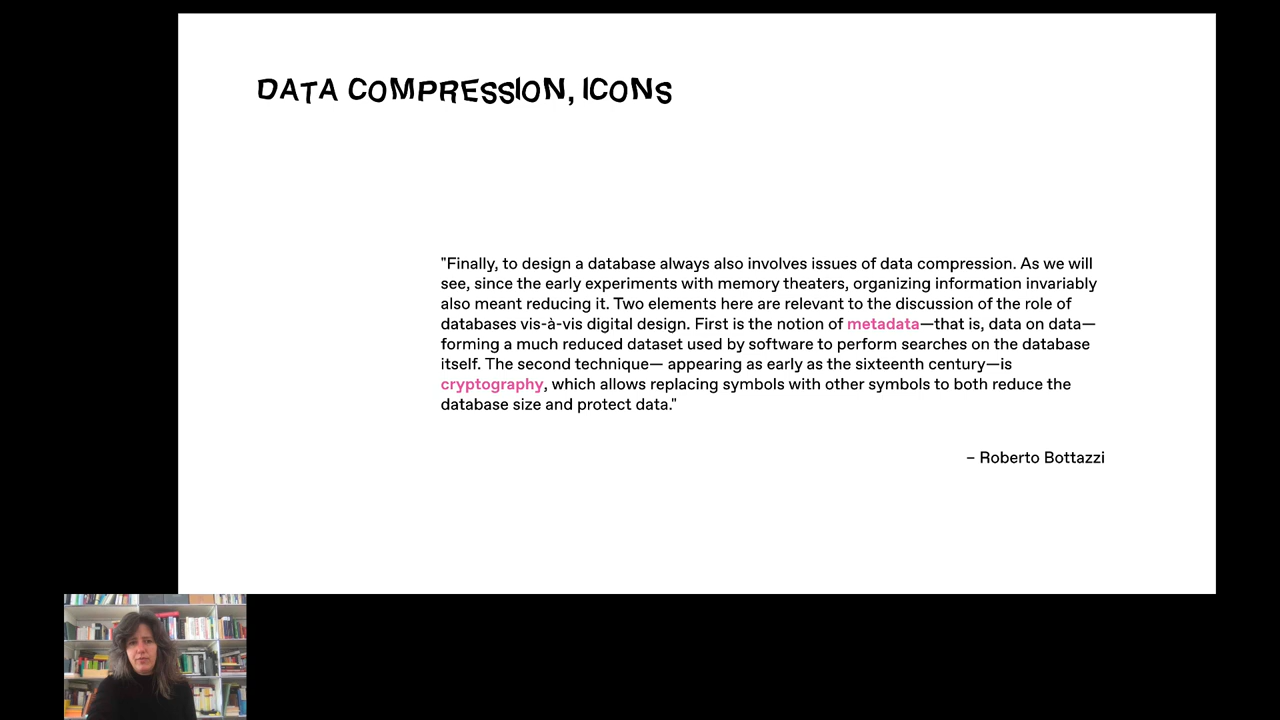 DATA COMPRESSION, ICONS
"Finally, to design a database always also involves issues of data compression. As we will
see, since the early experiments with memory theaters, organizing information invariably
also meant reducing it. Two elements here are relevant to the discussion of the role of
databases vis-à-vis digital design. First is the notion of metadata—that is, data on data—
forming a much reduced dataset used by software to perform searches on the database
itself. The second technique— appearing as early as the sixteenth century—is
cryptography, which allows replacing symbols with other symbols to both reduce the
database size and protect data."
– Roberto Bottazzi